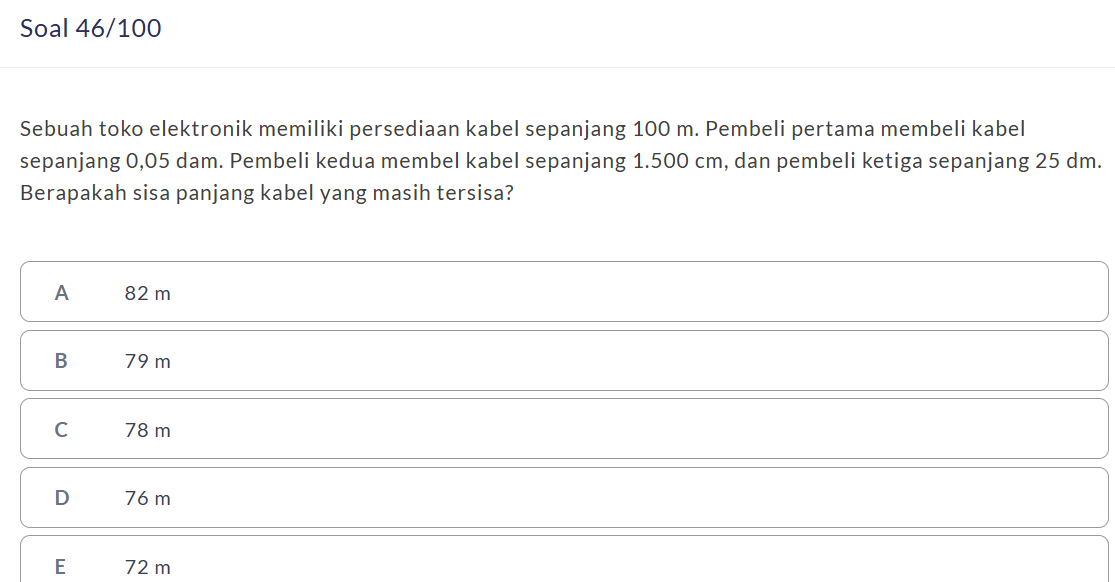 Soal 46/100
Sebuah toko elektronik memiliki persediaan kabel sepanjang 100 m. Pembeli pertama membeli kabel
sepanjang 0,05 dam. Pembeli kedua membel kabel sepanjang 1.500 cm, dan pembeli ketiga sepanjang 25 dm.
Berapakah sisa panjang kabel yang masih tersisa?
A 82 m
B 79 m
C 78 m
D 76 m
E 72 m